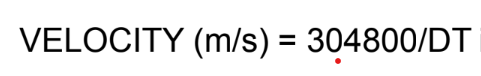 VELOCITY (m/s) = 304800/DT